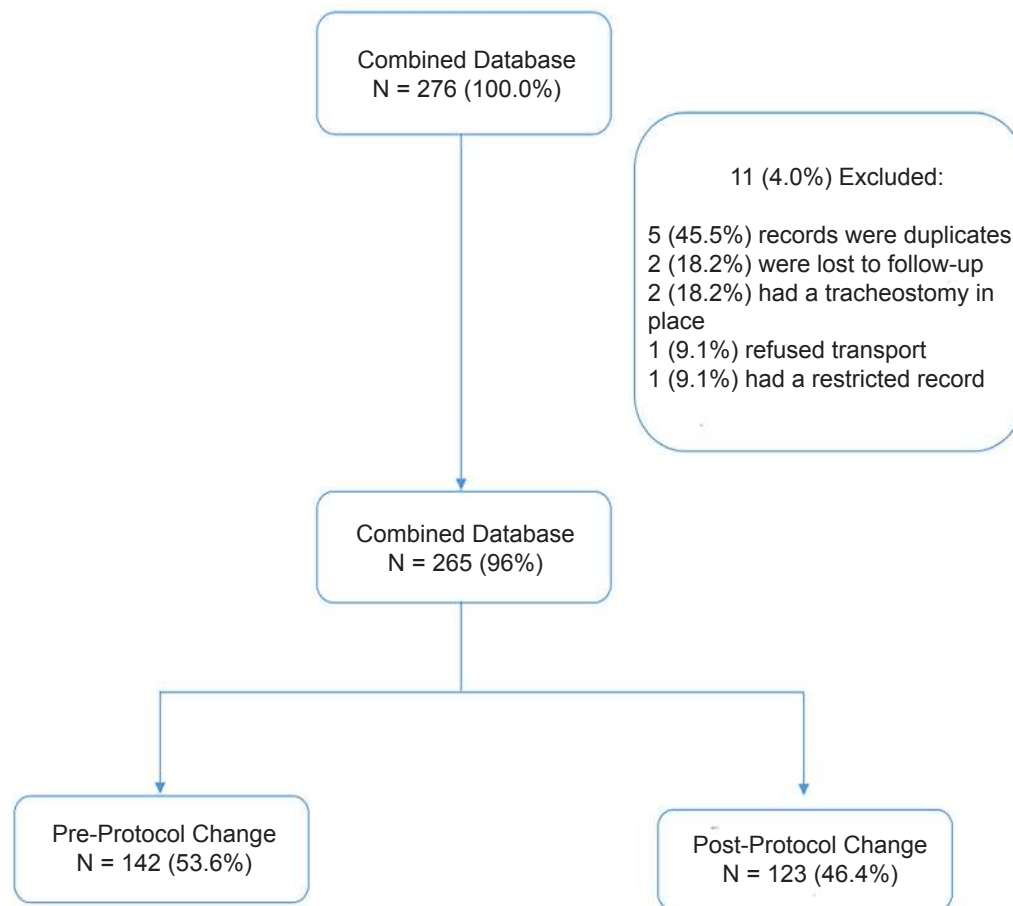 Combined Database
N = 276 (100.0%)
11 (4.0%) Excluded:
5 (45.5%) records were duplicates
2 (18.2%) were lost to follow-up
2 (18.2%) had a tracheostomy in
place
1 (9.1%) refused transport
1 (9.1%) had a restricted record
Combined Database
N = 265 (96%)
Pre-Protocol Change
N = 142 (53.6%)
Post-Protocol Change
N = 123 (46.4%)